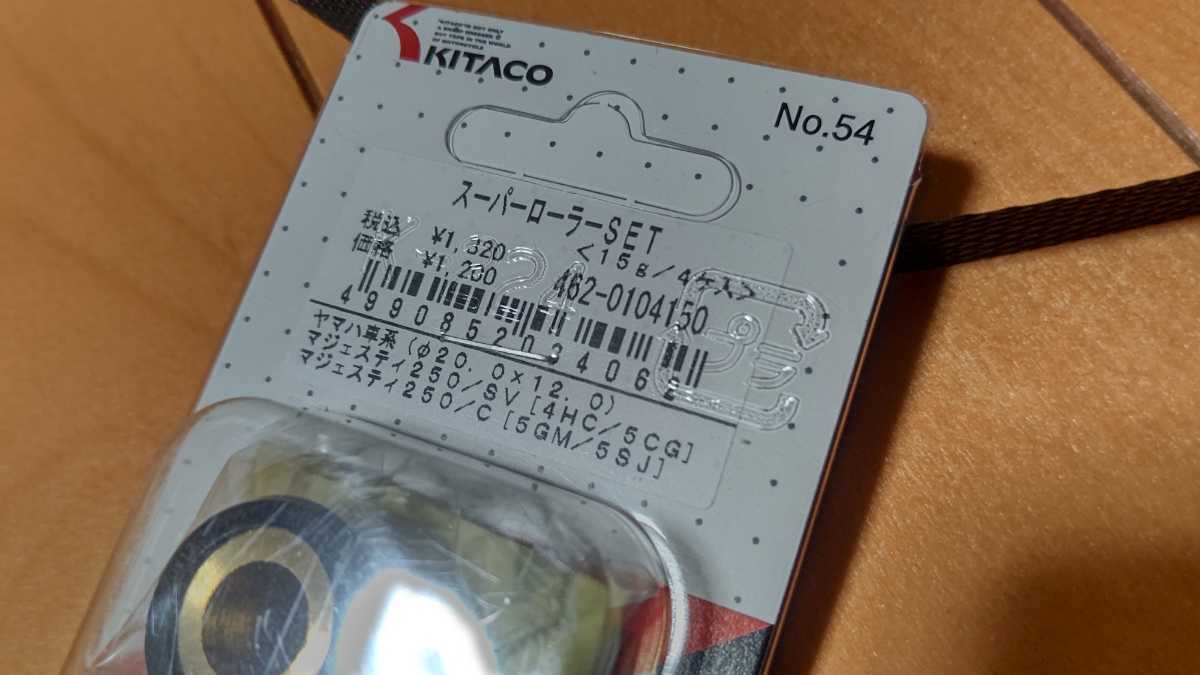 KITACO
No.54
スーパーローラーSET
<15g/4ケ入>
税込 ¥1,320
価格 ¥1,200
462-0104150
4990852034062
ヤマハ車系(φ20.0×12.0)
マジェスティ250/SV[4HC/5CG]
マジェスティ250/C[5GM/5SJ]
プラ